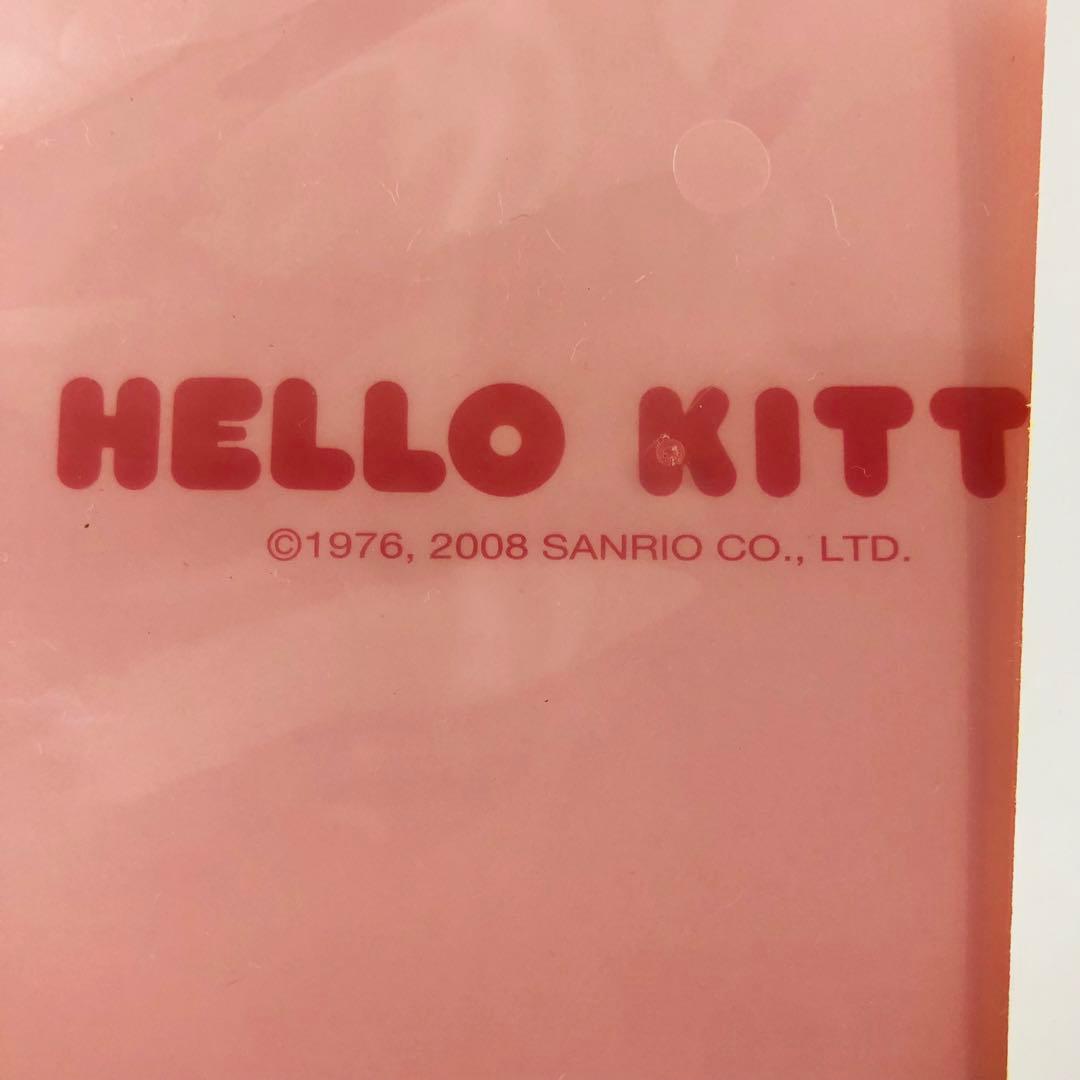 HELLO KITT
©1976, 2008 SANRIO CO., LTD.